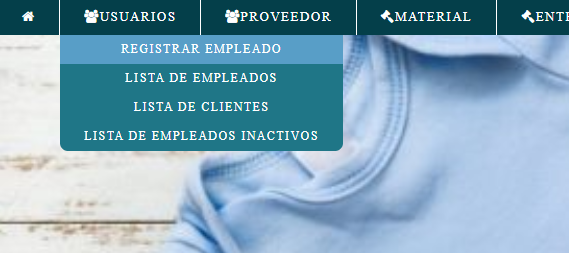 USUARIOS
PROVEEDOR
MATERIAL
REGISTRAR EMPLEADO
LISTA DE EMPLEADOS
LISTA DE CLIENTES
LISTA DE EMPLEADOS INACTIVOS